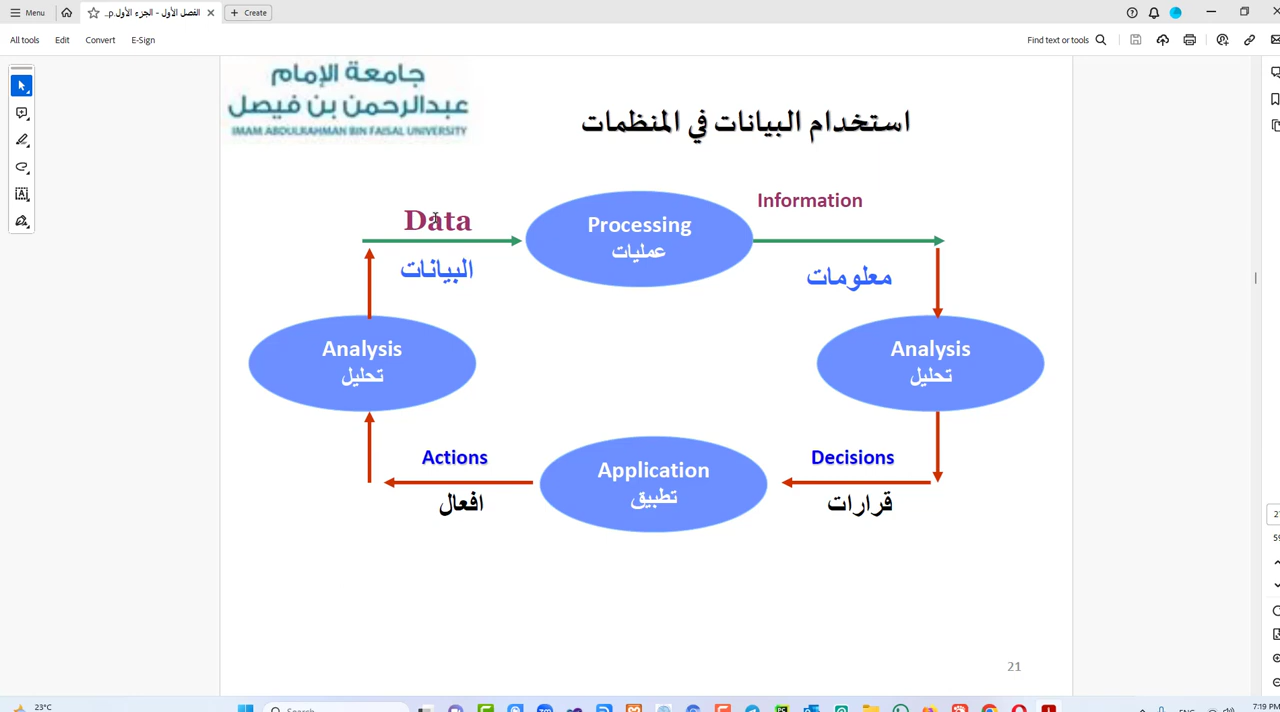 Menu
الفصل الأول - الجزء الأول.p
Create
All tools
Edit
Convert
E-Sign
Find text or tools
جامعة الإمام
عبدالرحمن بن فيصل
IMAM ABDULRAHMAN BIN FAISAL UNIVERSITY
استخدام البيانات في المنظمات
Data
البيانات
Processing
عمليات
Information
معلومات
Analysis
تحليل
Analysis
تحليل
Actions
افعال
Application
تطبيق
Decisions
قرارات
21
23°C
Search
ENG
7:19 PM